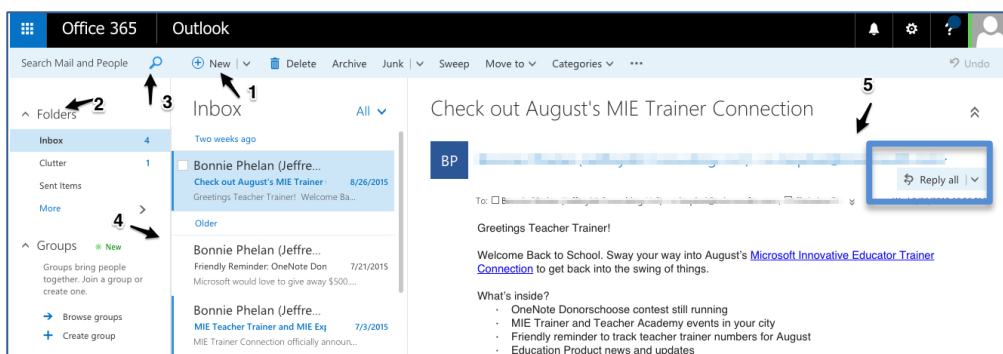 Office 365 Outlook
Search Mail and People
New Delete Archive Junk Sweep Move to Categories ... Undo
1
2
3
4
5
Folders
Inbox 4
Clutter 1
Sent Items
More
Groups New
Groups bring people
together. Join a group or
create one.
Browse groups
Create group
Inbox All
Two weeks ago
Bonnie Phelan (Jeffre...
Check out August's MIE Trainer 8/26/2015
Greetings Teacher Trainer! Welcome Ba...
Older
Bonnie Phelan (Jeffre...
Friendly Reminder: OneNote Don 7/21/2015
Microsoft would love to give away $500....
Bonnie Phelan (Jeffre...
MIE Teacher Trainer and MIE Exp 7/3/2015
MIE Trainer Connection officially announ...
Check out August's MIE Trainer Connection
BP
Reply all
To:
Greetings Teacher Trainer!
Welcome Back to School. Sway your way into August's Microsoft Innovative Educator Trainer
Connection to get back into the swing of things.
What's inside?
· OneNote Donorschoose contest still running
· MIE Trainer and Teacher Academy events in your city
· Friendly reminder to track teacher trainer numbers for August
· Education Product news and updates